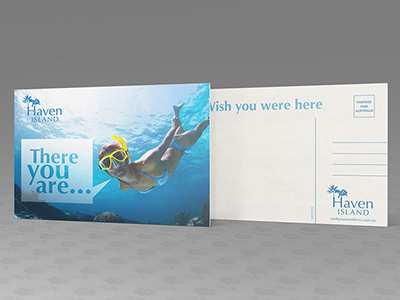 Haven
ISLAND
There
you
are...
Wish you were here
POSTAGE
PAID
AUSTRALIA
Haven
ISLAND